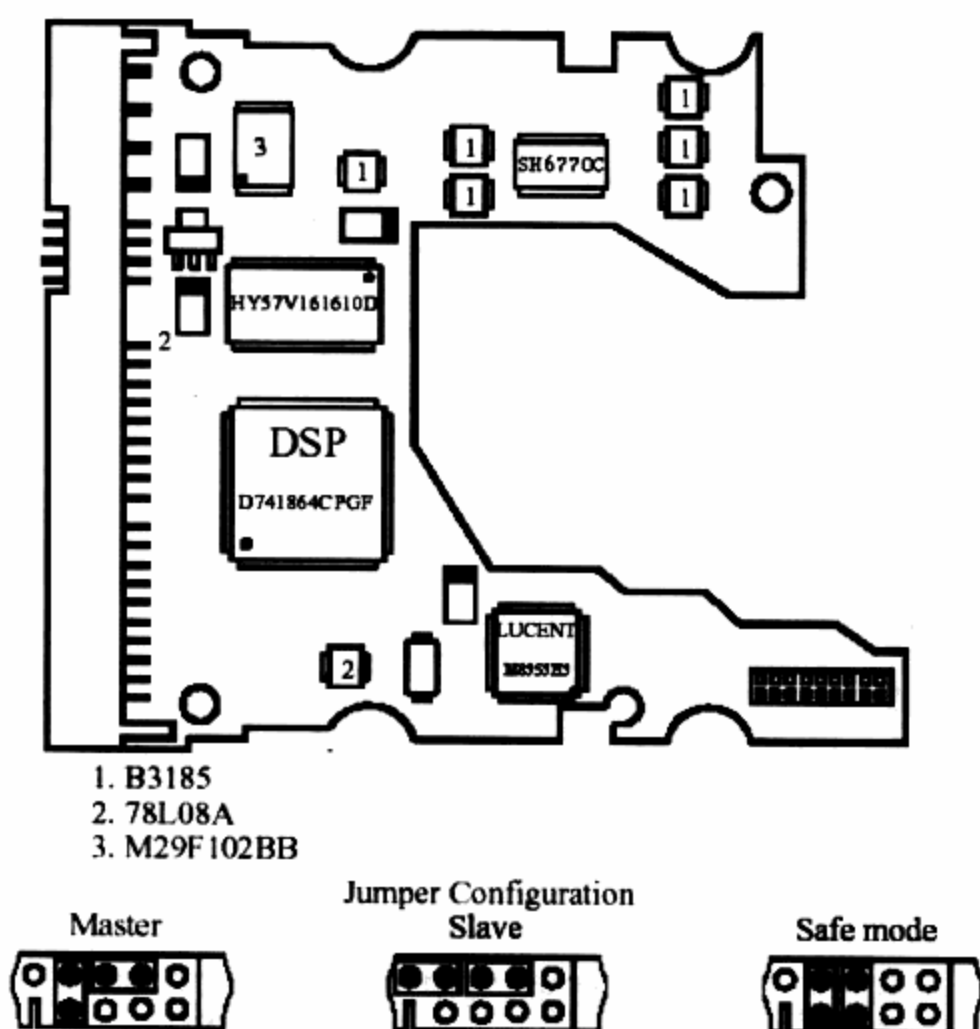 1
3
1
1
SH6770C
1
1
1
1
HY57V161610D
2
DSP
D741864CPGF
LUCENT
2
1. B3185
2. 78L08A
3. M29F102BB
Jumper Configuration
Master
Slave
Safe mode